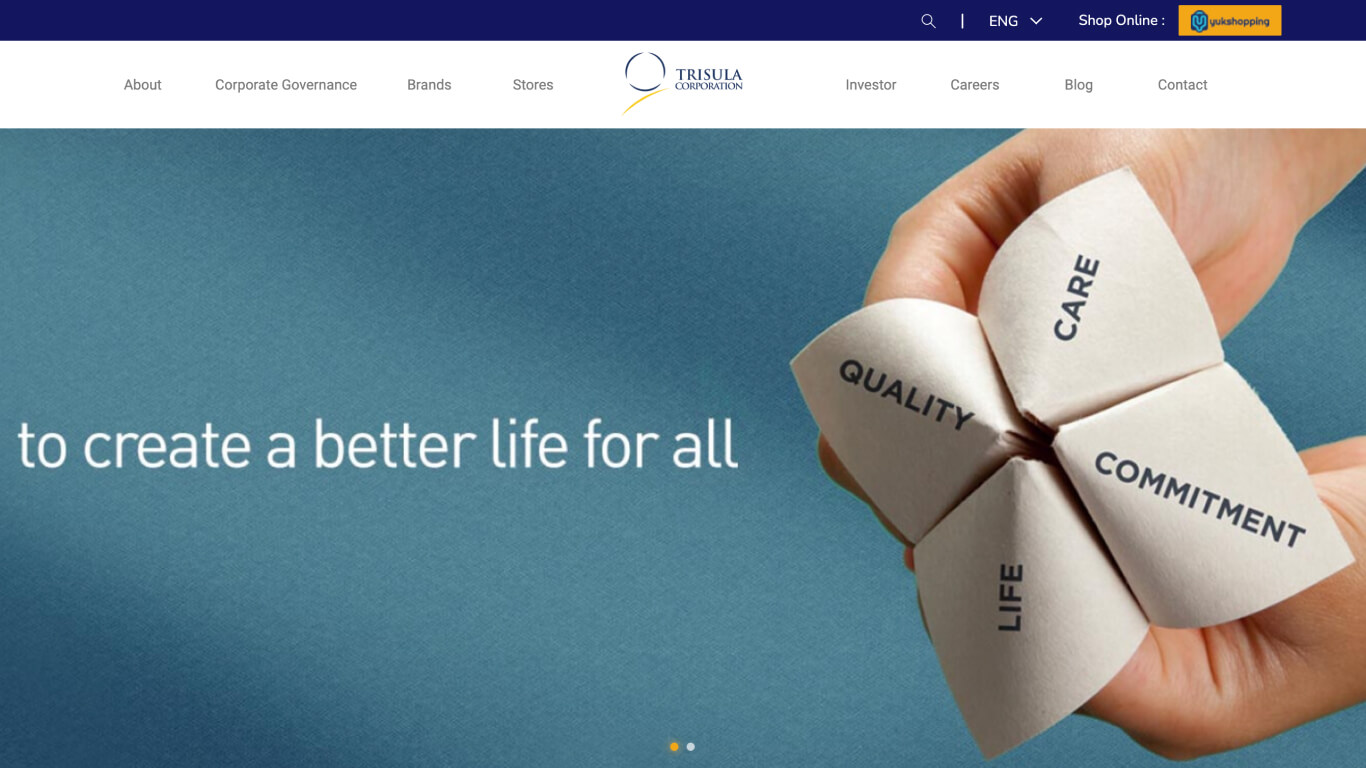 ENG
Shop Online :
yukshopping
About
Corporate Governance
Brands
Stores
TRISULA
CORPORATION
Investor
Careers
Blog
Contact
to create a better life for all
CARE
QUALITY
COMMITMENT
LIFE